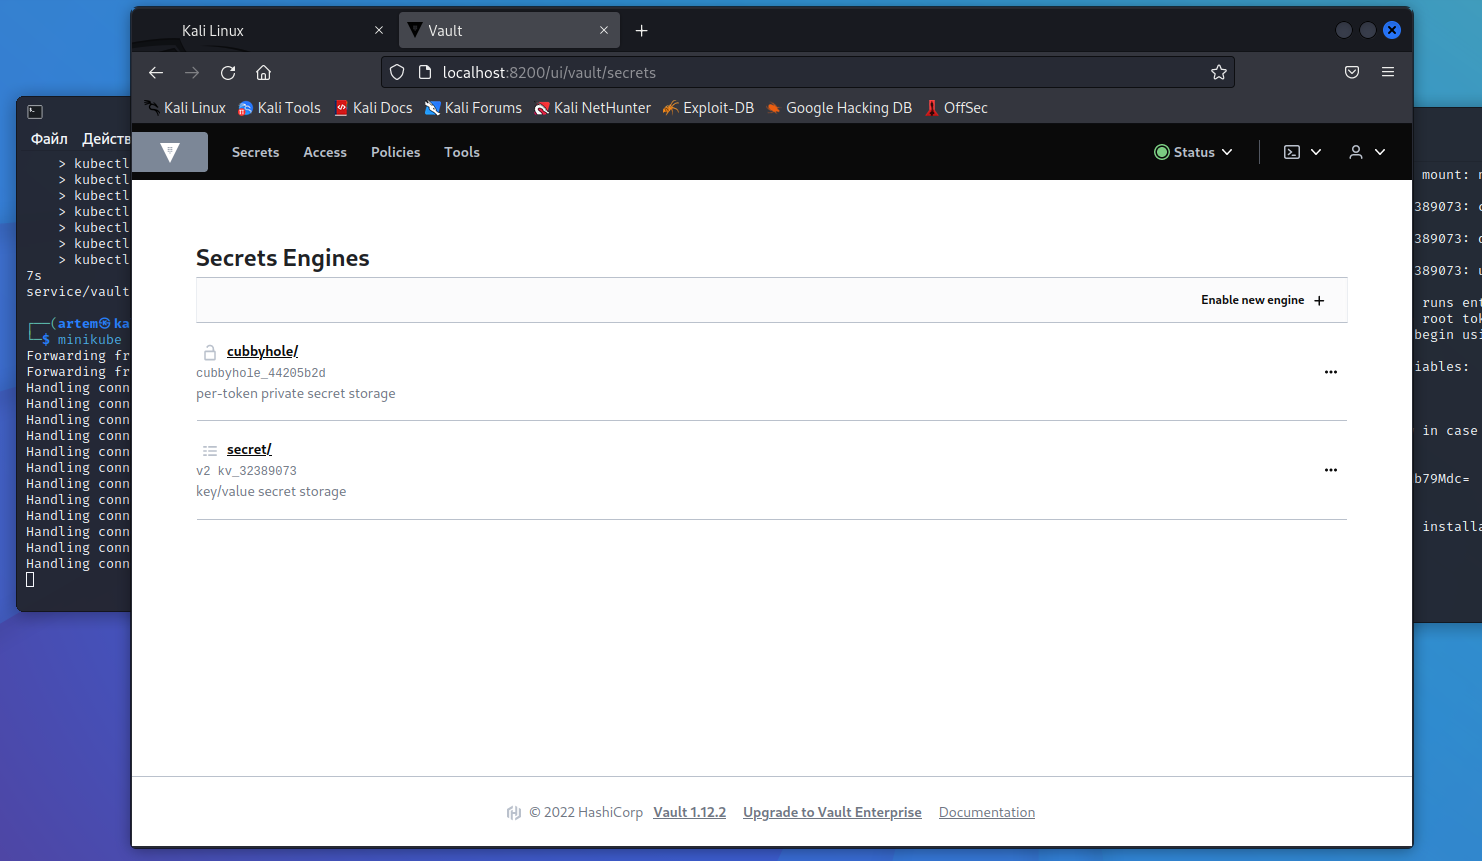 Kali Linux
Vault
localhost:8200/ui/vault/secrets
Kali Linux Kali Tools Kali Docs Kali Forums Kali NetHunter Exploit-DB Google Hacking DB OffSec
Secrets Access Policies Tools Status
Secrets Engines
Enable new engine
cubbyhole/
cubbyhole_44205b2d
per-token private secret storage
secret/
v2 kv_32389073
key/value secret storage
© 2022 HashiCorp Vault 1.12.2 Upgrade to Vault Enterprise Documentation
Файл
> kubectl
> kubectl
> kubectl
> kubectl
> kubectl
> kubectl
> kubectl
7s
service/vault
(artem㉿ka
$ minikube
Forwarding fr
Forwarding fr
Handling conn
Handling conn
Handling conn
Handling conn
Handling conn
Handling conn
Handling conn
Handling conn
Handling conn
Handling conn
Handling conn
Handling conn
mount:
389073:
389073:
389073:
runs ent
root tok
begin usi
iables:
in case
b79Mdc=
installa